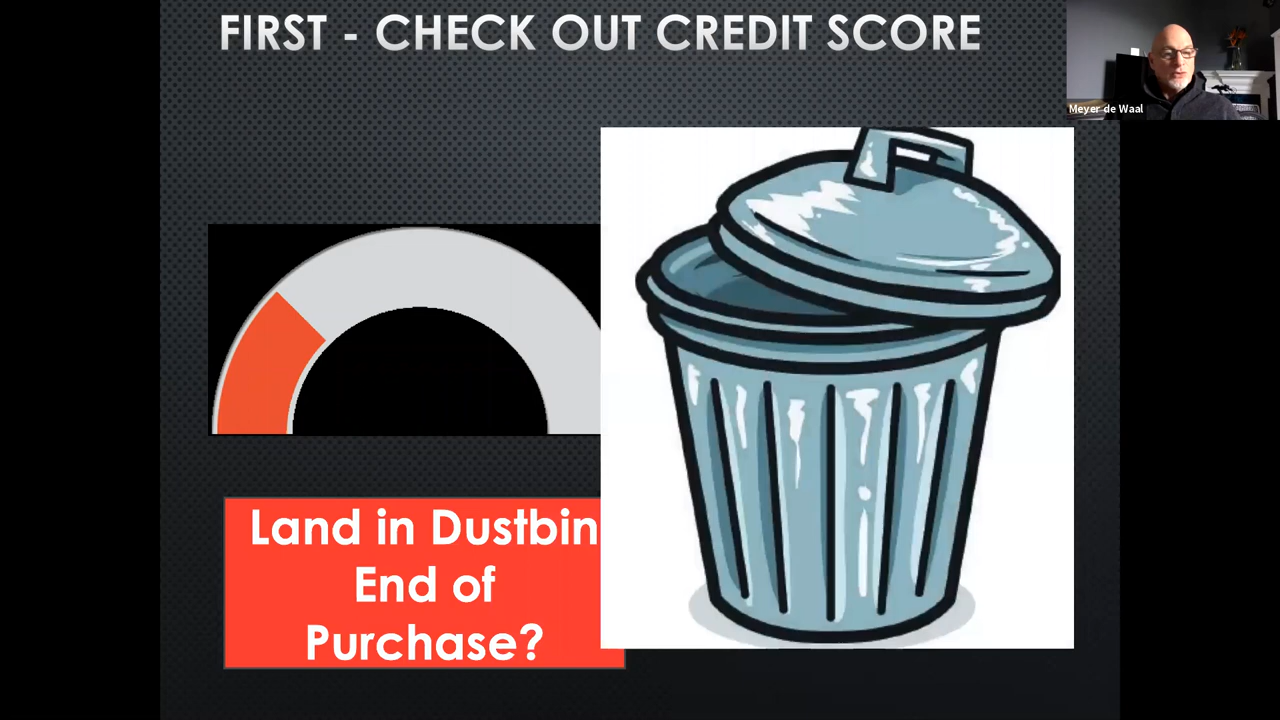 FIRST - CHECK OUT CREDIT SCORE
Meyer de Waal
Land in Dustbin
End of
Purchase?